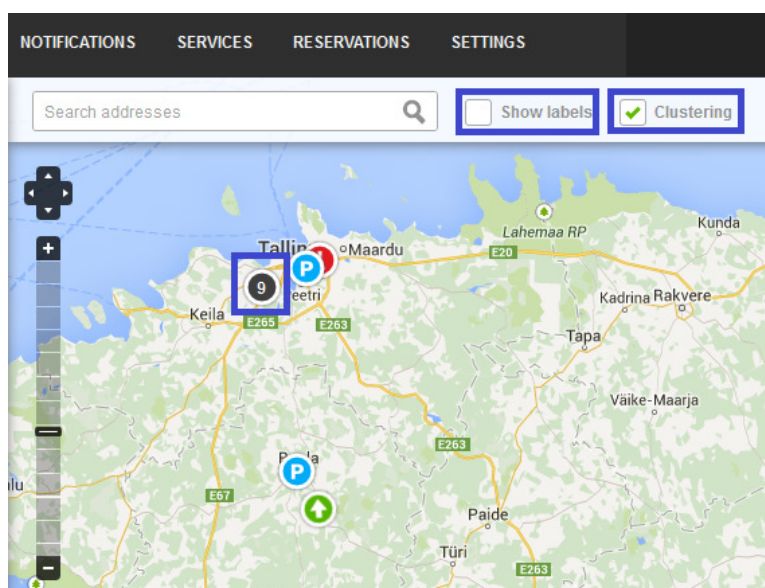 NOTIFICATIONS SERVICES RESERVATIONS SETTINGS
Search addresses Show labels Clustering
Kunda
Lahemaa RP
Maardu
E20
P
9
Keila
E265
E263
Kadrina Rakvere
Tapa
Väike-Maarja
E263
P
E67
Paide
Türi
E263